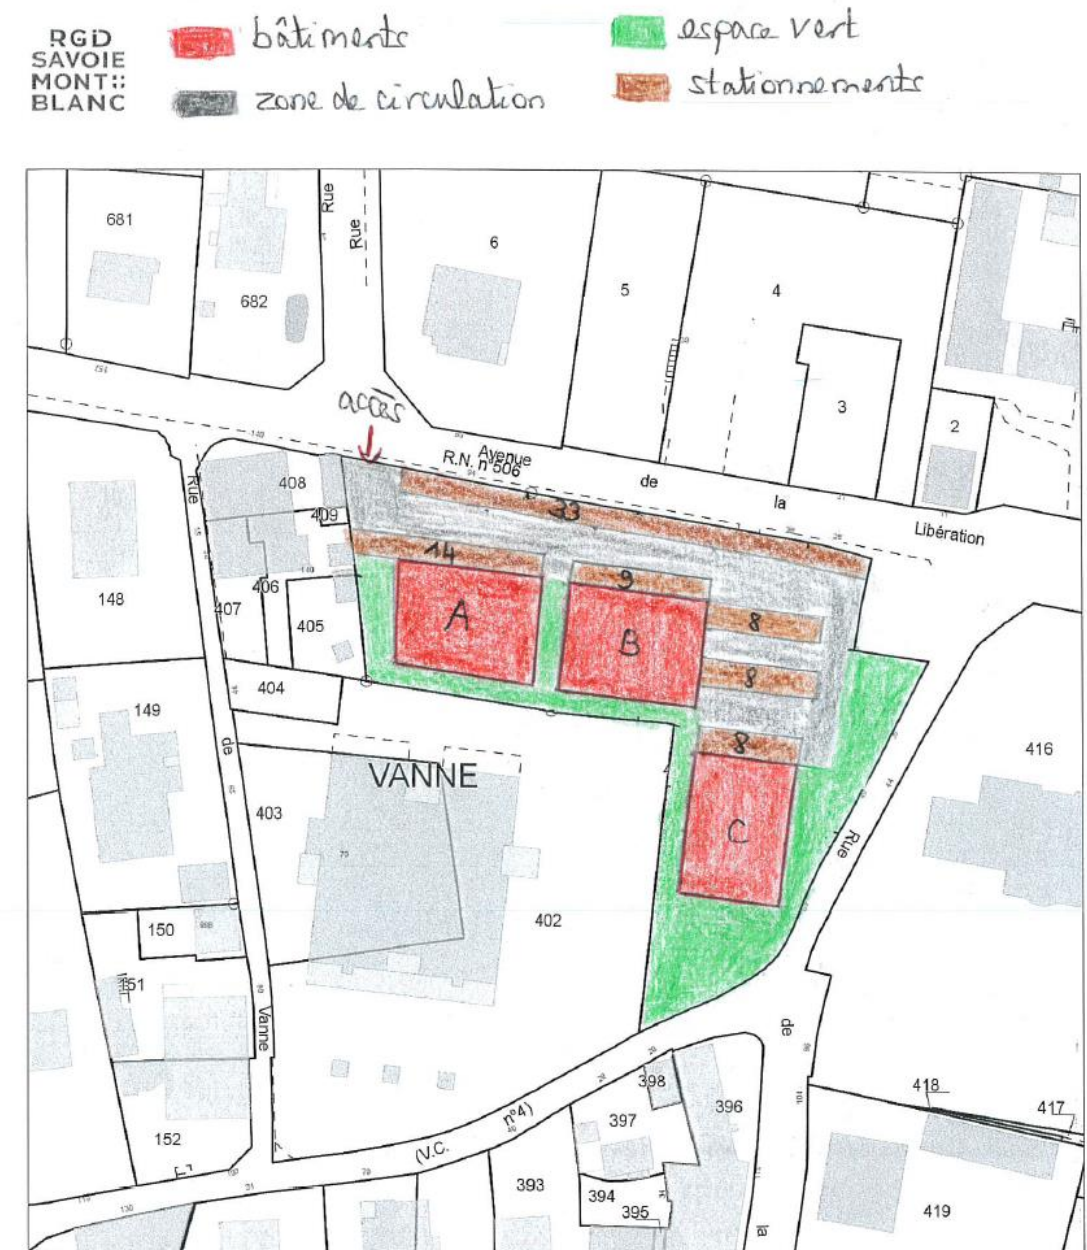 RGD
SAVOIE
MONT::
BLANC
bâtiments
espace vert
zone de circulation
stationnements
681
682
Rue
Rue
6
5
4
3
2
accès
Avenue
R.N. n°506
de
la
Libération
408
409
33
14
9
8
8
8
A
B
C
Rue
148
407
406
405
404
149
de
VANNE
403
402
416
Rue
150
151
Vanne
152
de
398
397
396
418
417
n°4)
(V.C.
393
394
395
419
la